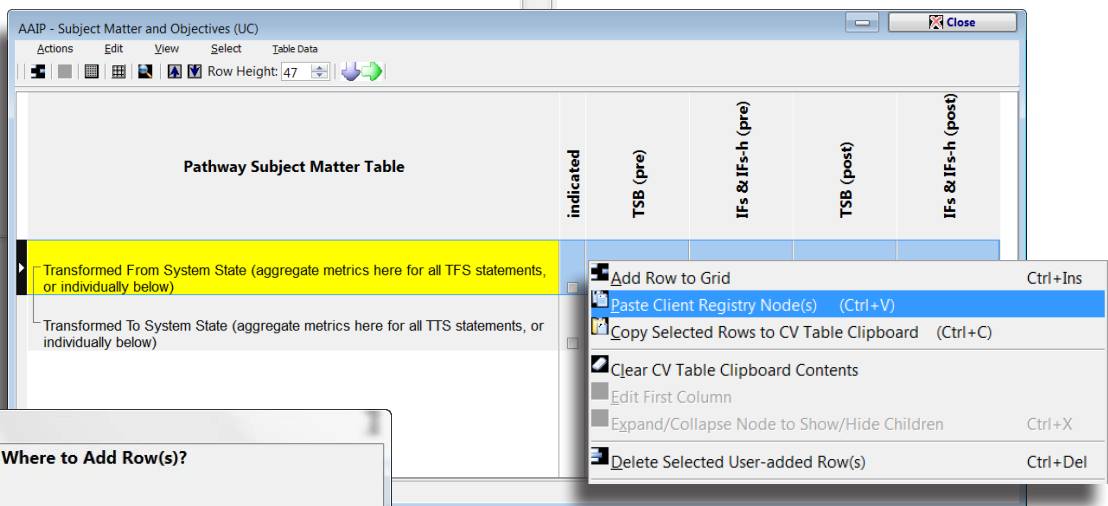 AAIP - Subject Matter and Objectives (UC)
Close
Actions Edit View Select Table Data
Row Height: 47
Pathway Subject Matter Table
indicated
TSB (pre)
IFs & IFs-h (pre)
TSB (post)
IFs & IFs-h (post)
Transformed From System State (aggregate metrics here for all TFS statements,
or individually below)
Transformed To System State (aggregate metrics here for all TTS statements, or
individually below)
Add Row to Grid Ctrl+Ins
Paste Client Registry Node(s) (Ctrl+V)
Copy Selected Rows to CV Table Clipboard (Ctrl+C)
Clear CV Table Clipboard Contents
Edit First Column
Expand/Collapse Node to Show/Hide Children Ctrl+X
Delete Selected User-added Row(s) Ctrl+Del
Where to Add Row(s)?